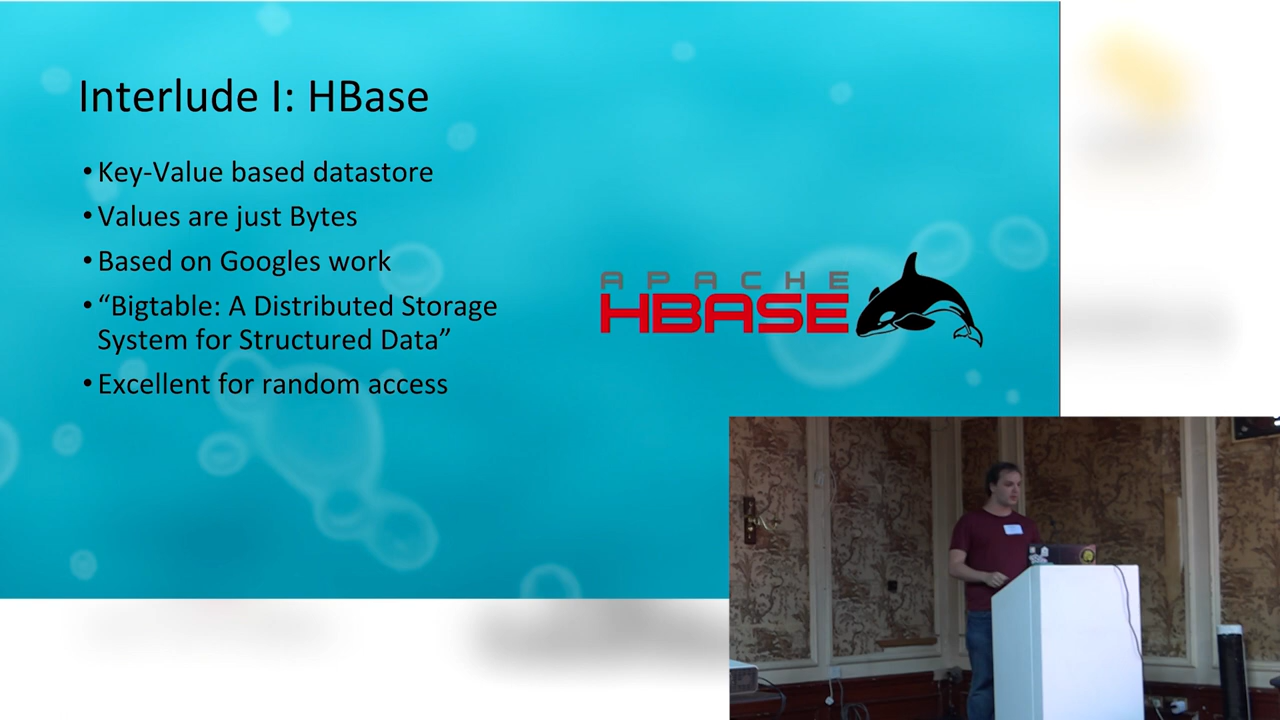 Interlude I: HBase
•Key-Value based datastore
•Values are just Bytes
•Based on Googles work
•“Bigtable: A Distributed Storage
System for Structured Data”
•Excellent for random access
APACHE
HBASE